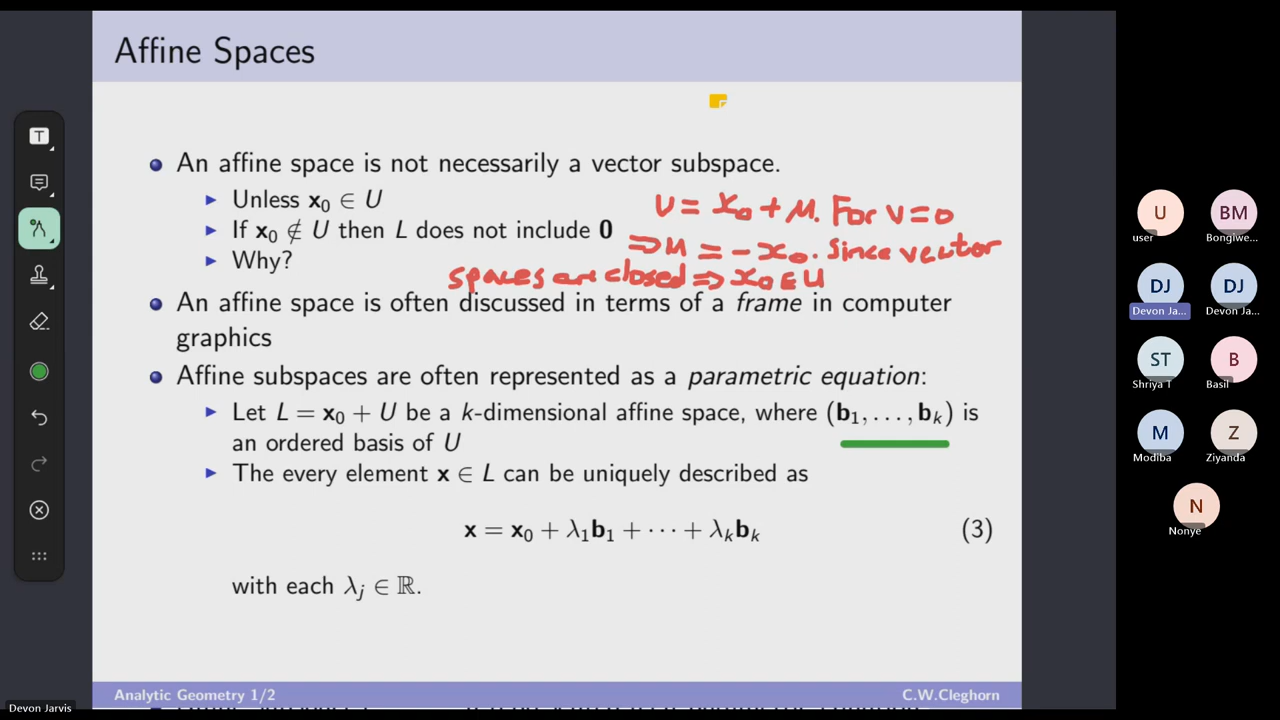 Affine Spaces
An affine space is not necessarily a vector subspace.
Unless x₀ ∈ U
v = x₀ + u. For v = 0
If x₀ ∉ U then L does not include 0
⇒ u = -x₀. Since vector
Why?
spaces are closed ⇒ x₀ ∈ U
An affine space is often discussed in terms of a frame in computer
graphics
Affine subspaces are often represented as a parametric equation:
Let L = x₀ + U be a k-dimensional affine space, where (b₁, . . . , bₖ) is
an ordered basis of U
The every element x ∈ L can be uniquely described as
x = x₀ + λ₁b₁ + · · · + λₖbₖ (3)
with each λⱼ ∈ ℝ.
Analytic Geometry 1/2
C.W.Cleghorn
Devon Jarvis
T
U
user
BM
Bongiwe...
DJ
Devon Ja...
DJ
Devon Ja...
ST
Shriya T
B
Basil
M
Modiba
Z
Ziyanda
N
Nonye